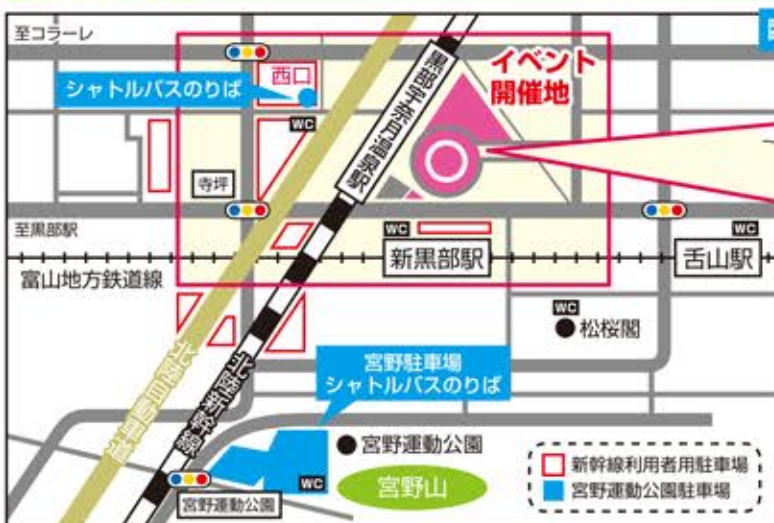 至コラーレ
西口
シャトルバスのりば
WC
イベント
開催地
黒部宇奈月温泉駅
寺坪
至黒部駅
WC
新黒部駅
WC
舌山駅
富山地方鉄道線
WC
松桜閣
北陸自動車道
北陸新幹線
宮野駐車場
シャトルバスのりば
宮野運動公園
WC
宮野山
宮野運動公園
新幹線利用者用駐車場
宮野運動公園駐車場